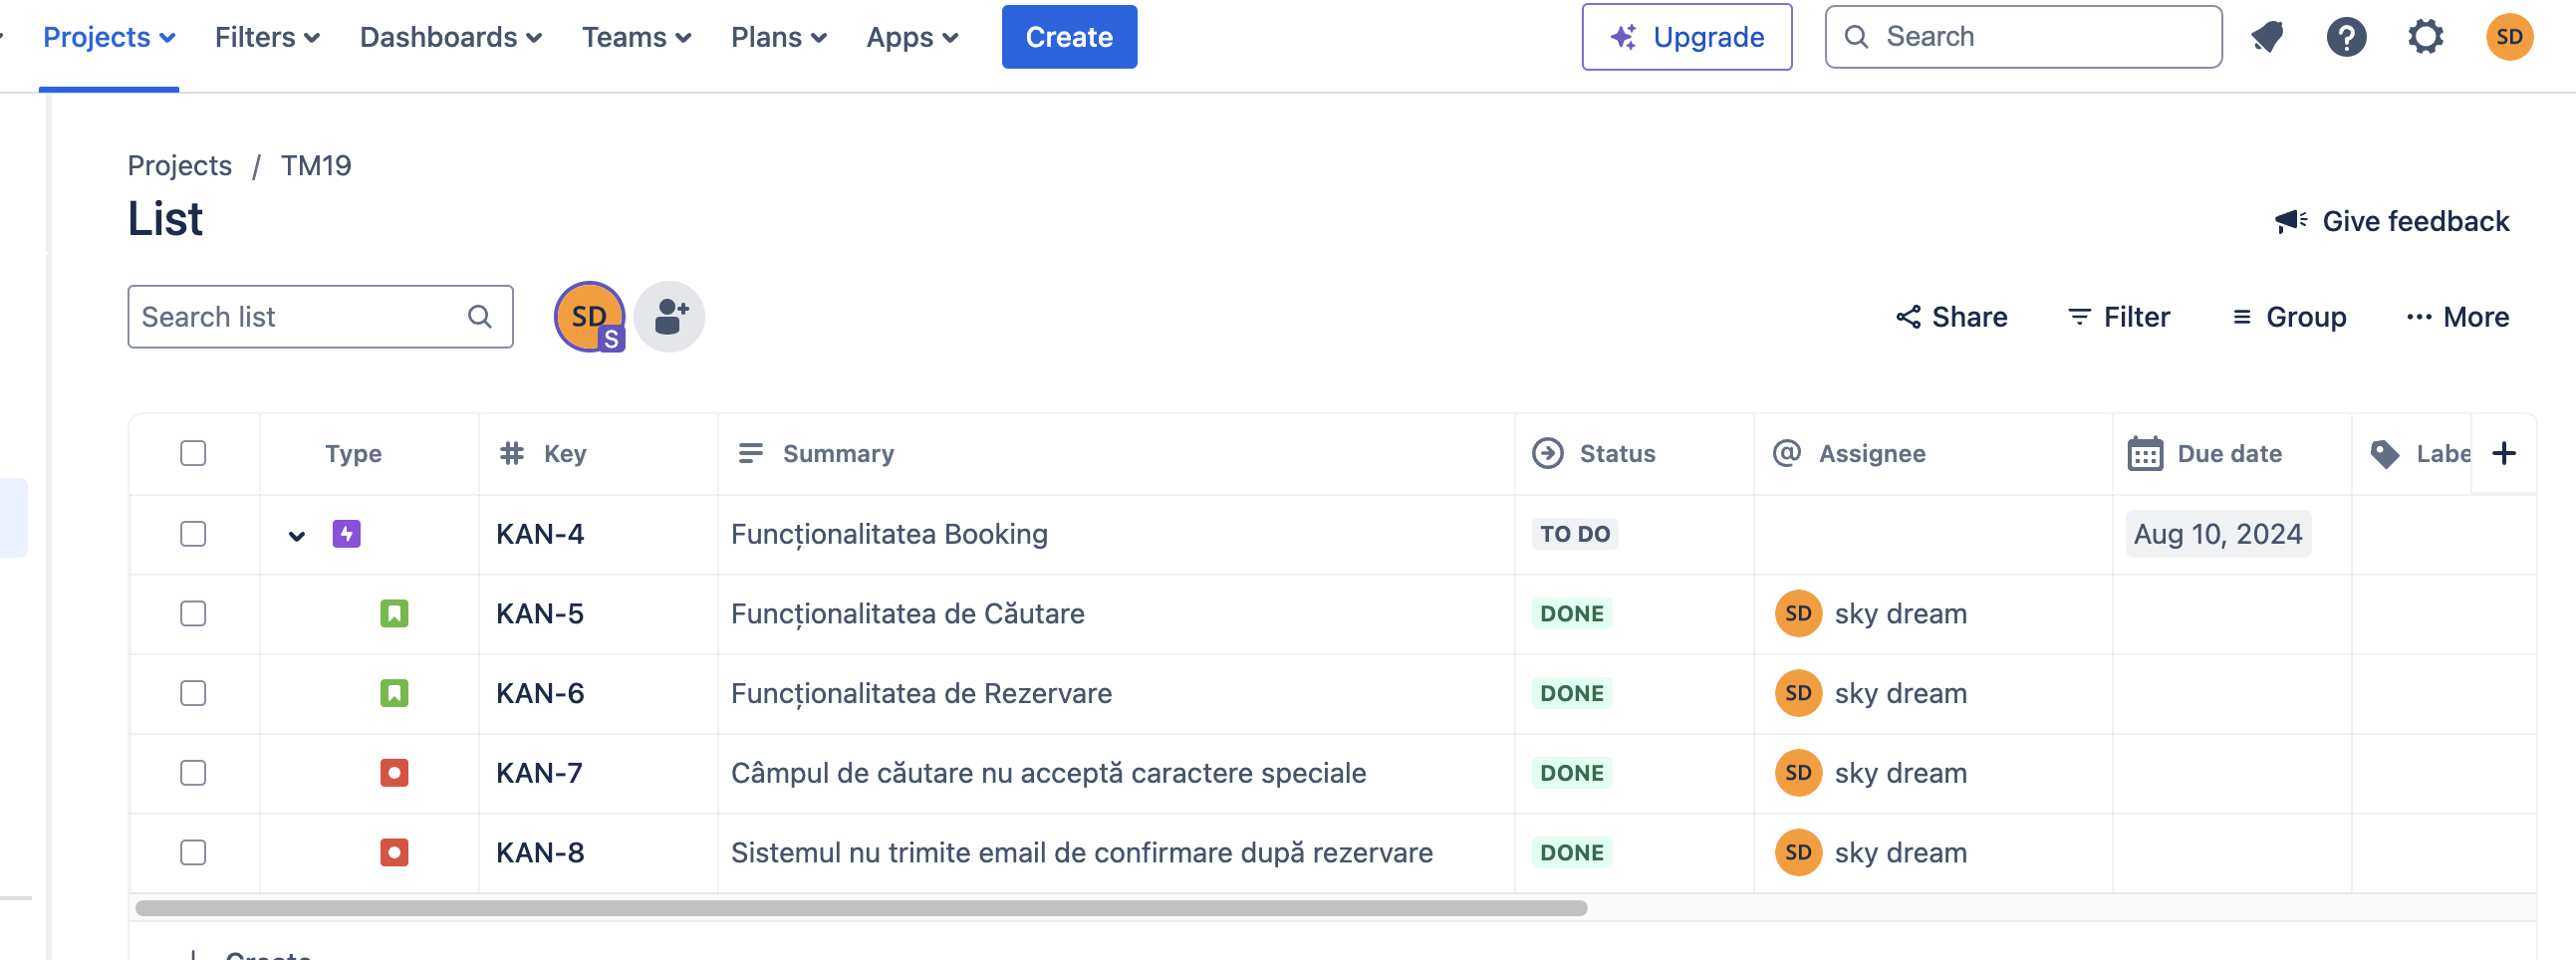 Projects Filters Dashboards Teams Plans Apps Create Upgrade Search SD
Projects / TM19
List
Give feedback
Search list SD S Share Filter Group More
Type Key Summary Status Assignee Due date Labe
KAN-4 Funcționalitatea Booking TO DO Aug 10, 2024
KAN-5 Funcționalitatea de Căutare DONE SD sky dream
KAN-6 Funcționalitatea de Rezervare DONE SD sky dream
KAN-7 Câmpul de căutare nu acceptă caractere speciale DONE SD sky dream
KAN-8 Sistemul nu trimite email de confirmare după rezervare DONE SD sky dream
Create